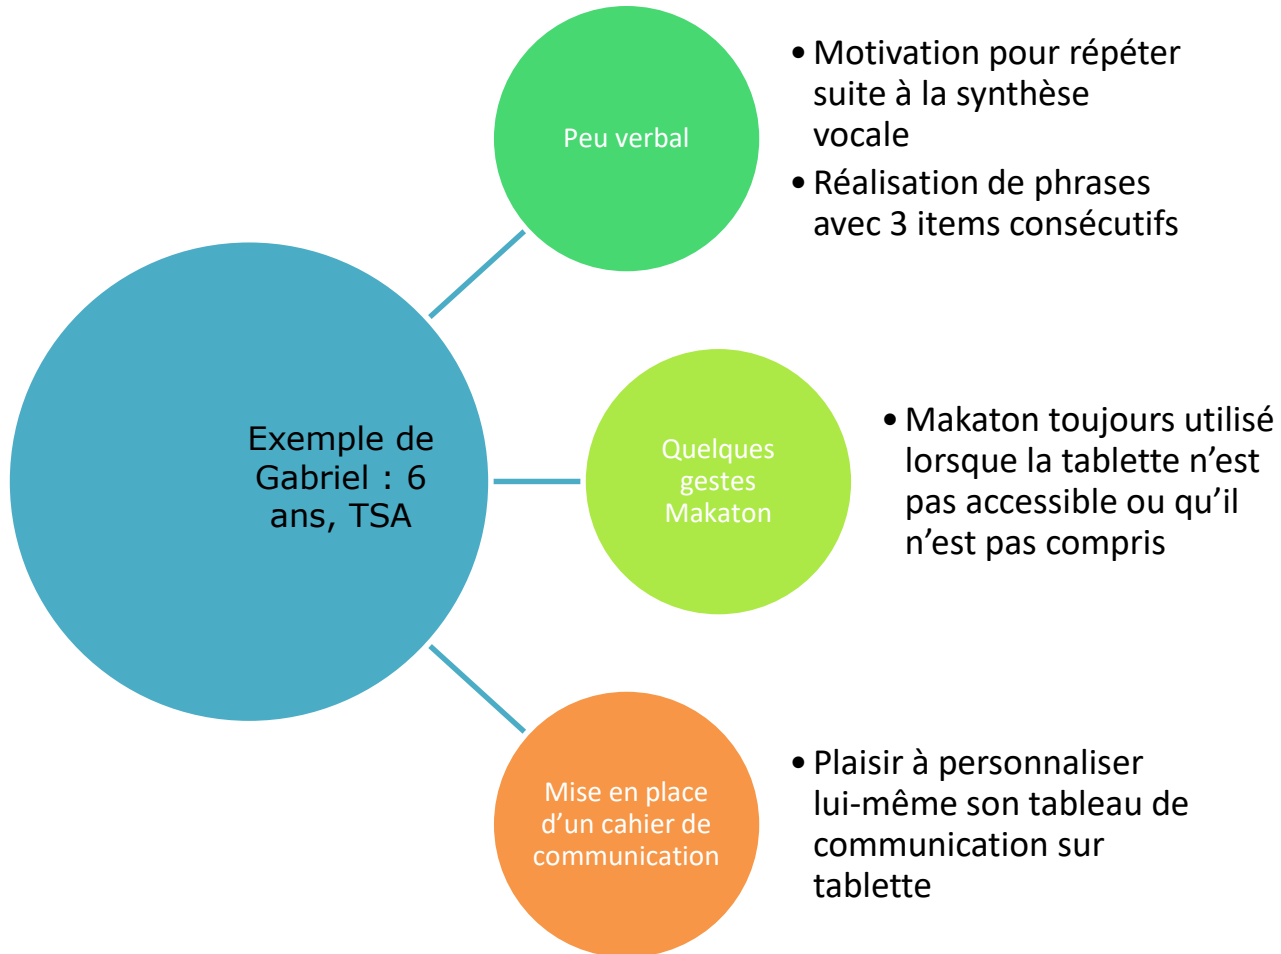 Exemple de
Gabriel : 6
ans, TSA
Peu verbal
• Motivation pour répéter
suite à la synthèse
vocale
• Réalisation de phrases
avec 3 items consécutifs
Quelques
gestes
Makaton
• Makaton toujours utilisé
lorsque la tablette n'est
pas accessible ou qu’il
n’est pas compris
Mise en place
d’un cahier de
communication
• Plaisir à personnaliser
lui-même son tableau de
communication sur
tablette